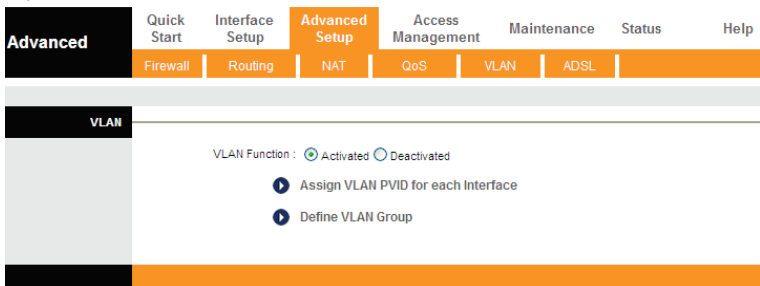 Advanced
Quick Start
Interface Setup
Advanced Setup
Access Management
Maintenance
Status
Help
Firewall
Routing
NAT
QoS
VLAN
ADSL
VLAN
VLAN Function : Activated Deactivated
Assign VLAN PVID for each Interface
Define VLAN Group